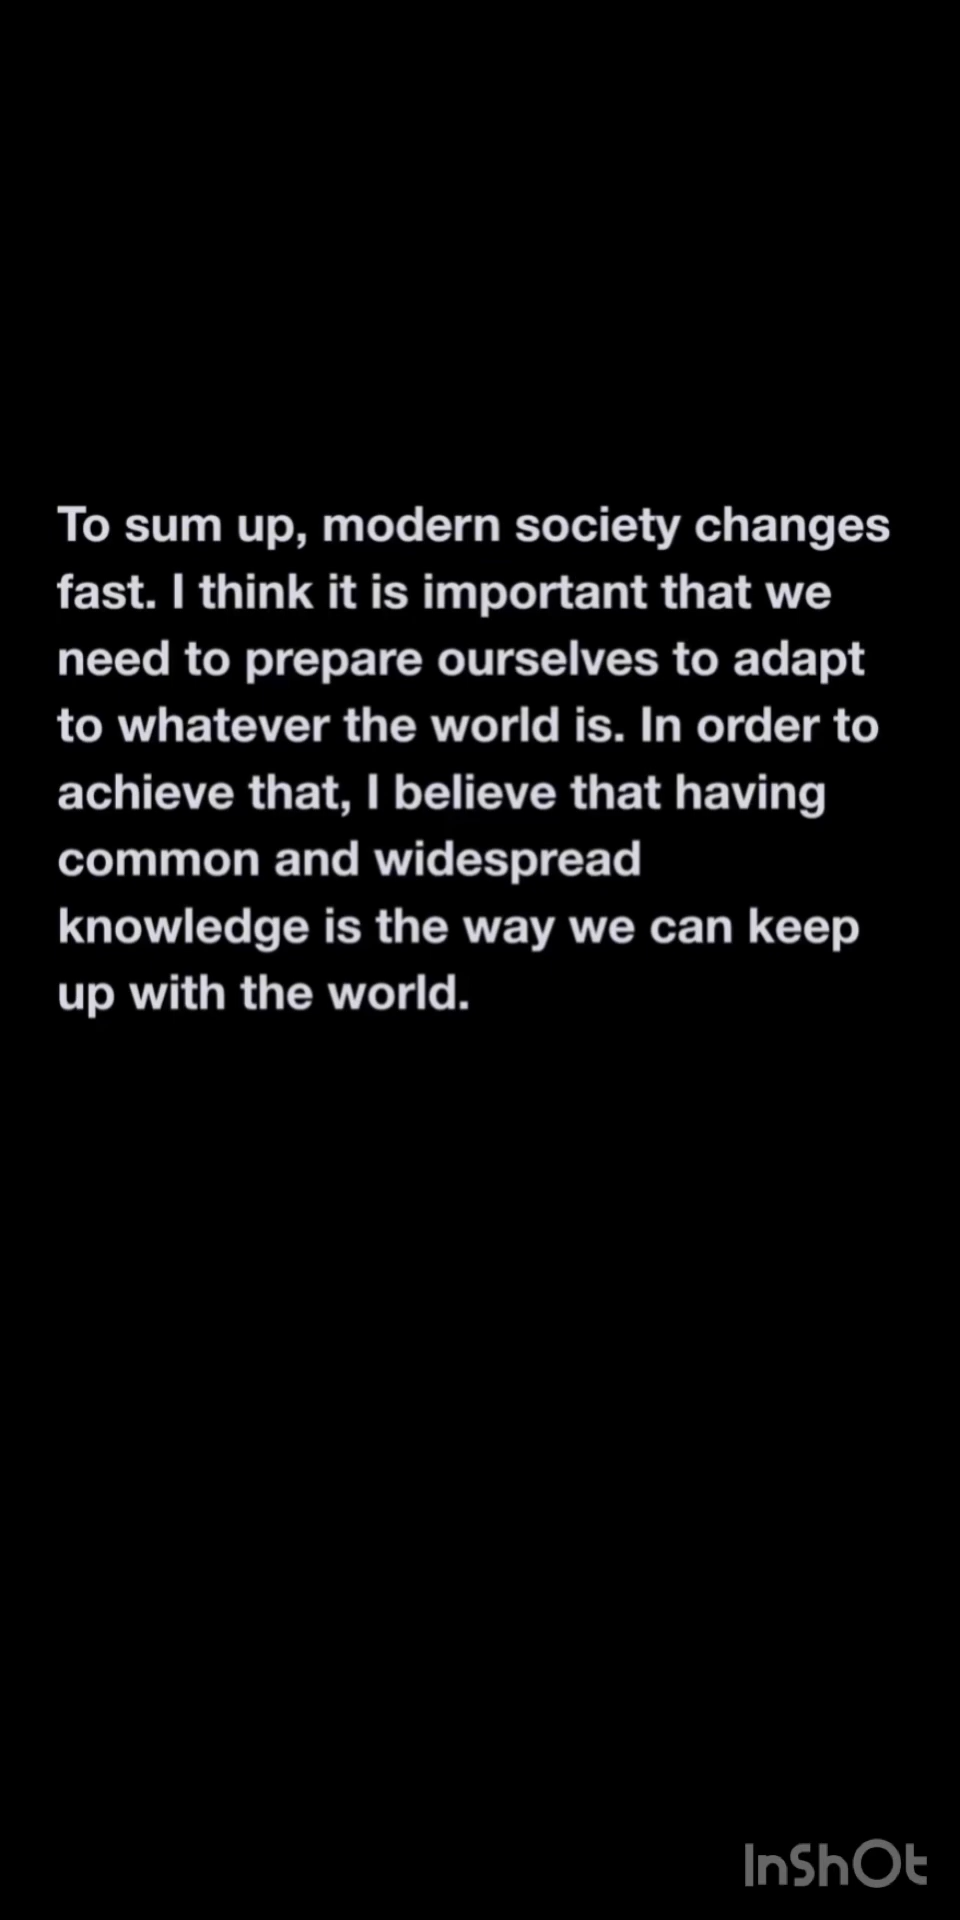 To sum up, modern society changes
fast. I think it is important that we
need to prepare ourselves to adapt
to whatever the world is. In order to
achieve that, I believe that having
common and widespread
knowledge is the way we can keep
up with the world.
InShOt